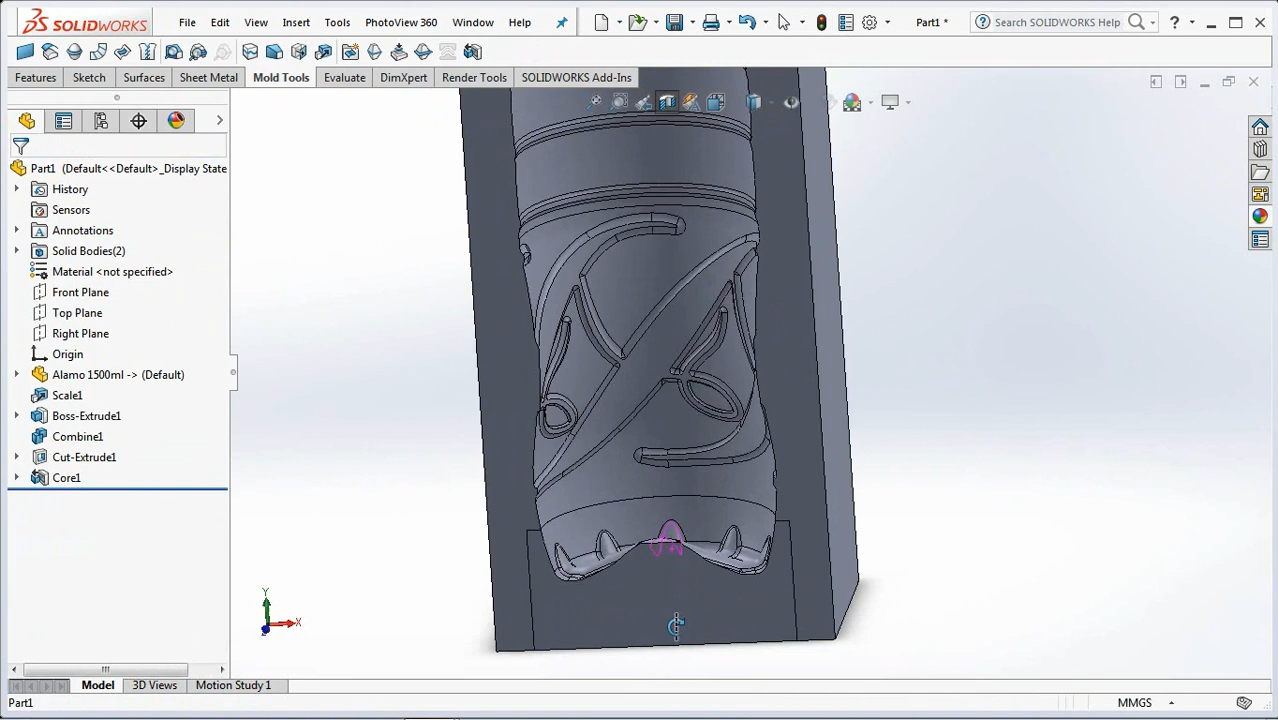 SOLIDWORKS File Edit View Insert Tools PhotoView 360 Window Help Part1 * Search SOLIDWORKS Help ?
Features Sketch Surfaces Sheet Metal Mold Tools Evaluate DimXpert Render Tools SOLIDWORKS Add-Ins
Part1 (Default<<Default>_Display State
History
Sensors
Annotations
Solid Bodies(2)
Material <not specified>
Front Plane
Top Plane
Right Plane
Origin
Alamo 1500ml -> (Default)
Scale1
Boss-Extrude1
Combine1
Cut-Extrude1
Core1
Y
X
Z
Model 3D Views Motion Study 1
Part1 MMGS